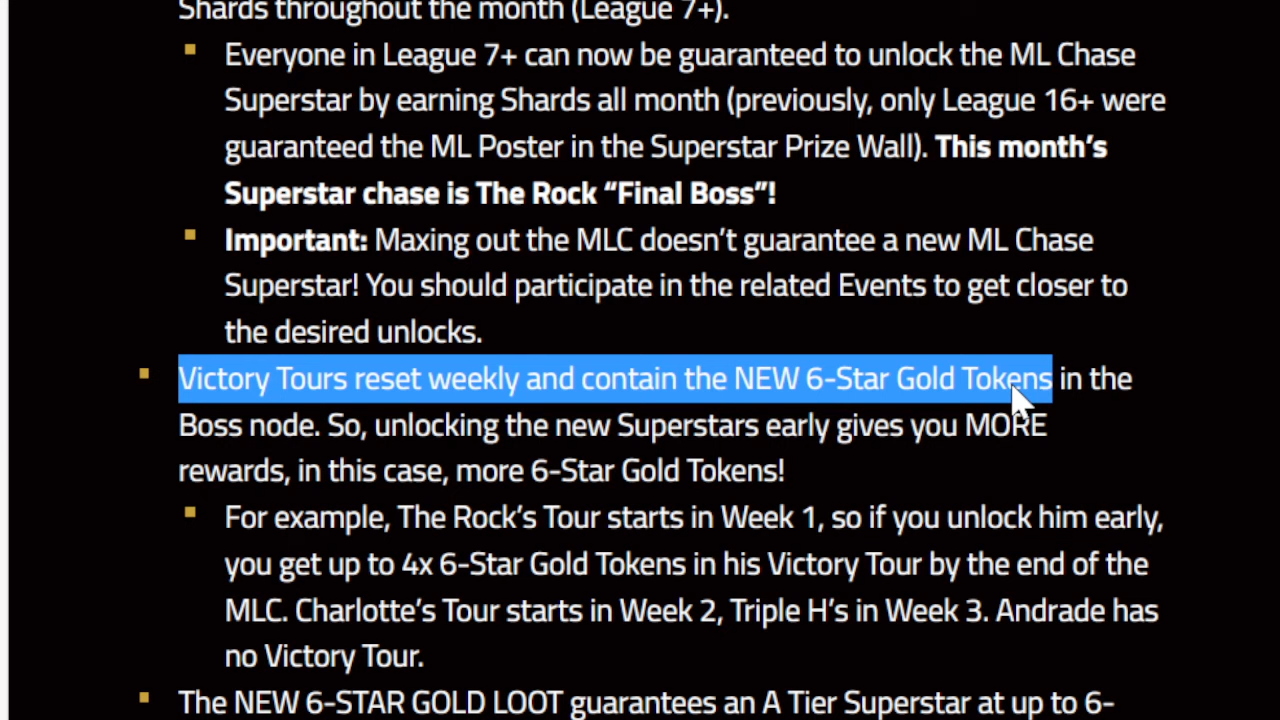 Shards throughout the month (League 7+).
Everyone in League 7+ can now be guaranteed to unlock the ML Chase
Superstar by earning Shards all month (previously, only League 16+ were
guaranteed the ML Poster in the Superstar Prize Wall). This month's
Superstar chase is The Rock “Final Boss”!
Important: Maxing out the MLC doesn't guarantee a new ML Chase
Superstar! You should participate in the related Events to get closer to
the desired unlocks.
Victory Tours reset weekly and contain the NEW 6-Star Gold Tokens in the
Boss node. So, unlocking the new Superstars early gives you MORE
rewards, in this case, more 6-Star Gold Tokens!
For example, The Rock's Tour starts in Week 1, so if you unlock him early,
you get up to 4x 6-Star Gold Tokens in his Victory Tour by the end of the
MLC. Charlotte's Tour starts in Week 2, Triple H's in Week 3. Andrade has
no Victory Tour.
The NEW 6-STAR GOLD LOOT guarantees an A Tier Superstar at up to 6-